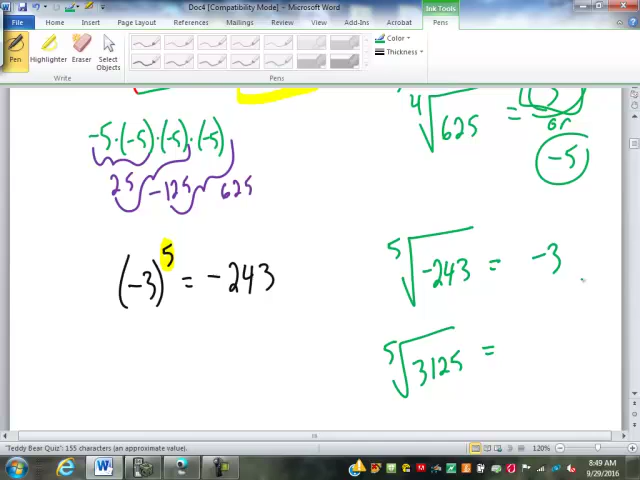 Doc4 [Compatibility Mode] - Microsoft Word
Ink Tools
File
Home
Insert
Page Layout
References
Mailings
Review
View
Add-Ins
Acrobat
Pens
Pen
Highlighter
Eraser
Select Objects
Color
Thickness
Write
Pens
-5·(-5)·(-5)·(-5)
25 -125 625
⁴√625 =
or
-5
(-3)⁵ = -243
⁵√-243 = -3
⁵√3125 =
"Teddy Bear Quiz": 155 characters (an approximate value).
120%
8:49 AM
9/29/2016